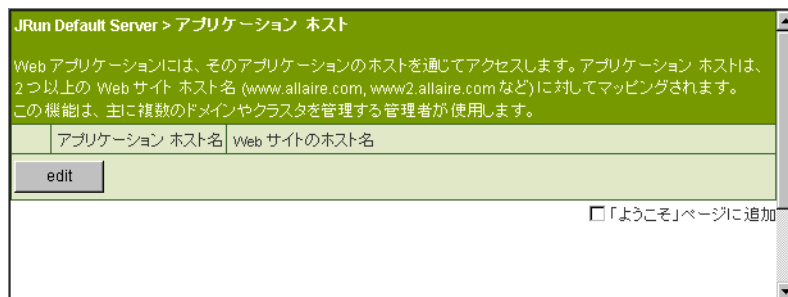 JRun Default Server > アプリケーション ホスト
Web アプリケーションには、そのアプリケーションのホストを通じてアクセスします。アプリケーション ホストは、
2つ以上の Web サイト ホスト名 (www.allaire.com, www2.allaire.com など) に対してマッピングされます。
この機能は、主に複数のドメインやクラスタを管理する管理者が使用します。
アプリケーション ホスト名 Web サイトのホスト名
edit
「ようこそ」ページに追加